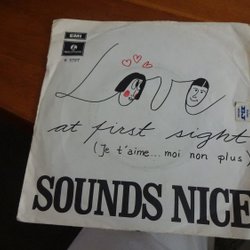 EMI
Love
at first sight
(Je t'aime... moi non plus
SOUNDS NICE